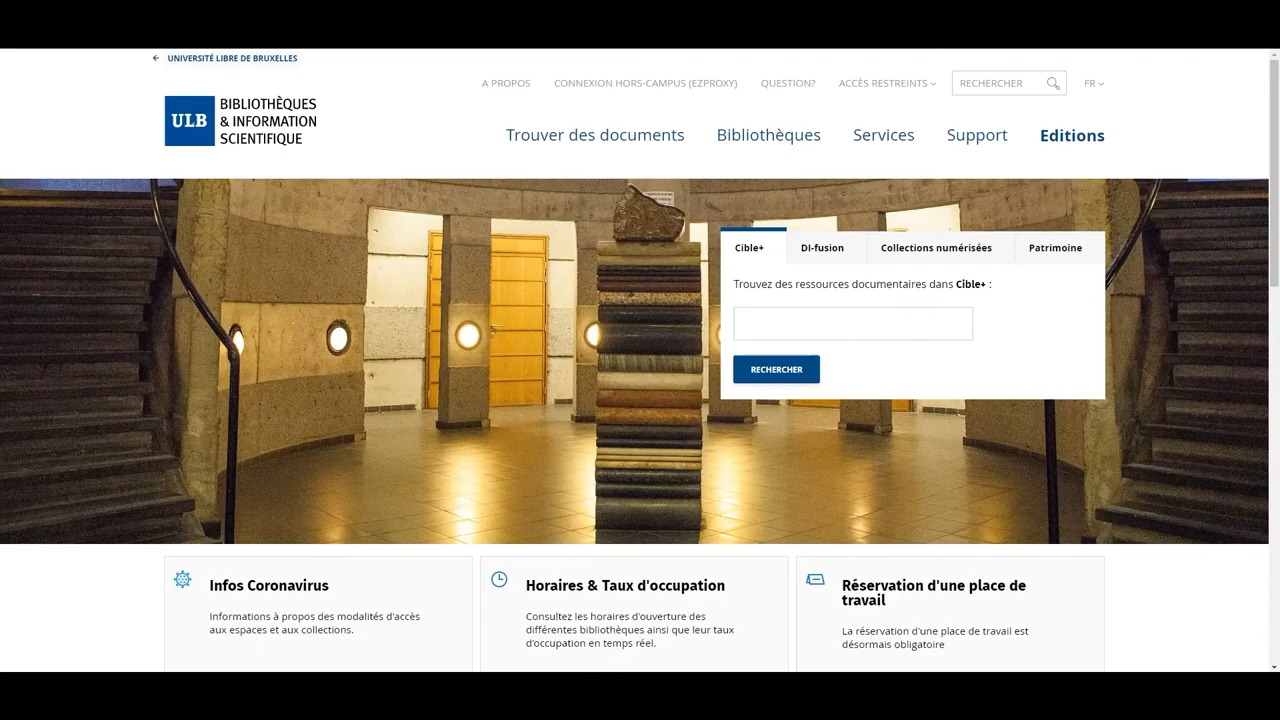 UNIVERSITÉ LIBRE DE BRUXELLES
A PROPOS CONNEXION HORS-CAMPUS (EZPROXY) QUESTION? ACCÈS RESTREINTS RECHERCHER FR
ULB
BIBLIOTHÈQUES
& INFORMATION
SCIENTIFIQUE
Trouver des documents Bibliothèques Services Support Editions
Cible+ DI-fusion Collections numérisées Patrimoine
Trouvez des ressources documentaires dans Cible+ :
RECHERCHER
Infos Coronavirus
Informations à propos des modalités d'accès
aux espaces et aux collections.
Horaires & Taux d'occupation
Consultez les horaires d'ouverture des
différentes bibliothèques ainsi que leur taux
d'occupation en temps réel.
Réservation d'une place de
travail
La réservation d'une place de travail est
désormais obligatoire